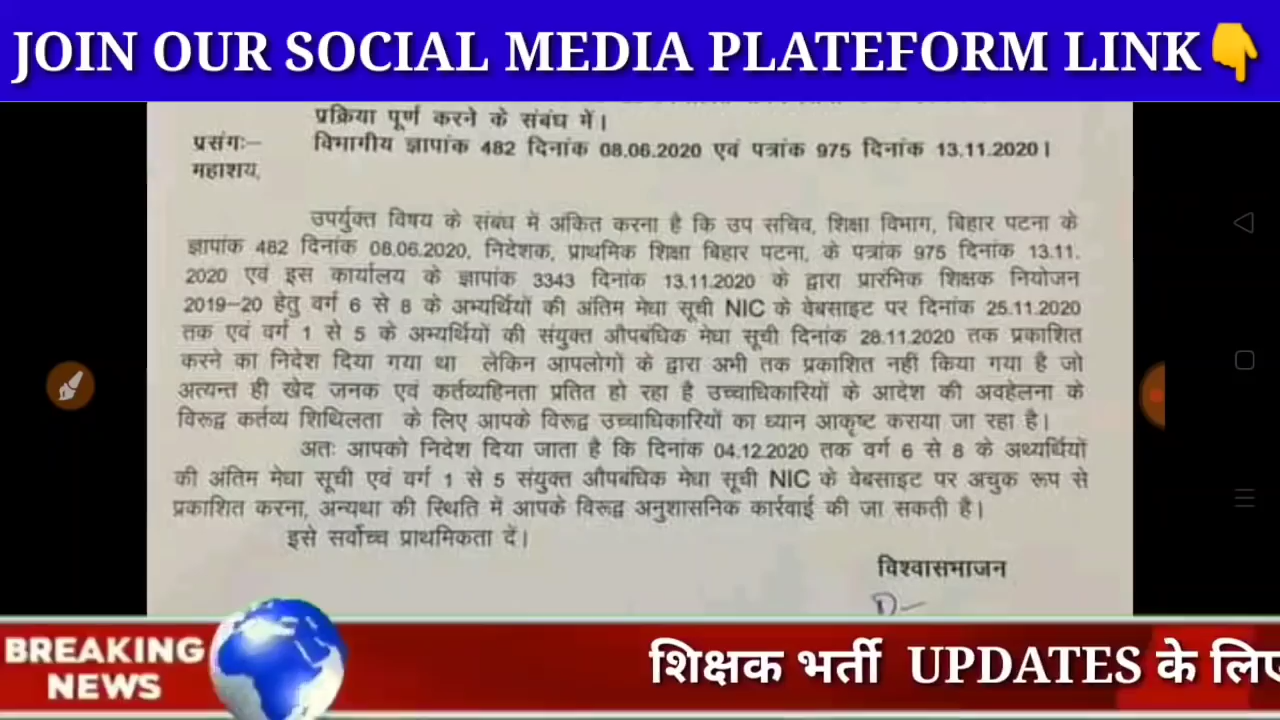 JOIN OUR SOCIAL MEDIA PLATEFORM LINK👇
प्रक्रिया पूर्ण करने के संबंध में।
प्रसंगः– विभागीय ज्ञापांक 482 दिनांक 08.06.2020 एवं पत्रांक 975 दिनांक 13.11.2020।
महाशय,
उपर्युक्त विषय के संबंध में अंकित करना है कि उप सचिव, शिक्षा विभाग, बिहार पटना के
ज्ञापांक 482 दिनांक 08.06.2020, निदेशक, प्राथमिक शिक्षा बिहार पटना, के पत्रांक 975 दिनांक 13.11.
2020 एवं इस कार्यालय के ज्ञापांक 3343 दिनांक 13.11.2020 के द्वारा प्रारंभिक शिक्षक नियोजन
2019–20 हेतु वर्ग 6 से 8 के अभ्यर्थियों की अंतिम मेधा सूची NIC के वेबसाइट पर दिनांक 25.11.2020
तक एवं वर्ग 1 से 5 के अभ्यर्थियों की संयुक्त औपबंधिक मेधा सूची दिनांक 28.11.2020 तक प्रकाशित
करने का निदेश दिया गया था लेकिन आपलोगों के द्वारा अभी तक प्रकाशित नहीं किया गया है जो
अत्यन्त ही खेद जनक एवं कर्तव्यहिनता प्रतित हो रहा है उच्चाधिकारियों के आदेश की अवहेलना के
विरूद्ध कर्तव्य शिथिलता के लिए आपके विरूद्व उच्चाधिकारियों का ध्यान आकृष्ट कराया जा रहा है।
अतः आपको निदेश दिया जाता है कि दिनांक 04.12.2020 तक वर्ग 6 से 8 के अध्यर्थियों
की अंतिम मेधा सूची एवं वर्ग 1 से 5 संयुक्त औपबंधिक मेधा सूची NIC के वेबसाइट पर अचुक रूप से
प्रकाशित करना, अन्यथा की स्थिति में आपके विरूद्व अनुशासनिक कार्रवाई की जा सकती है।
इसे सर्वोच्च प्राथमिकता दें।
विश्वासभाजन
BREAKING
NEWS
शिक्षक भर्ती UPDATES के